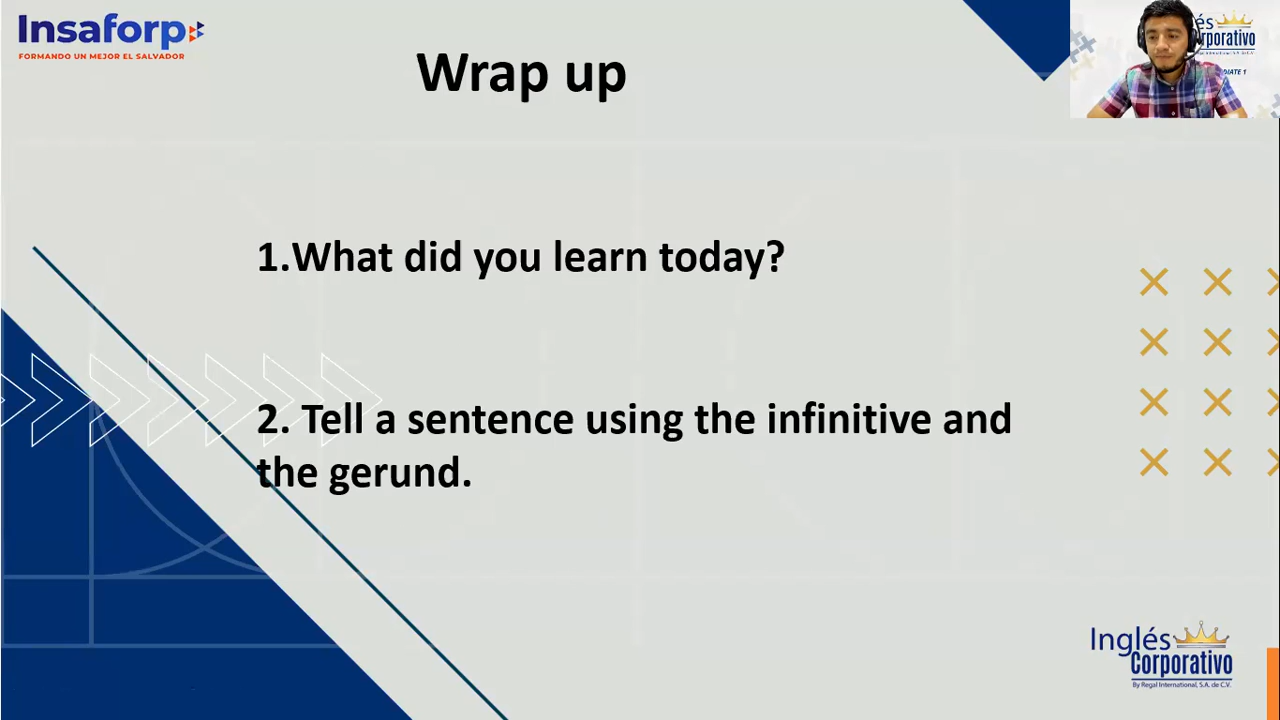 Insaforp
FORMANDO UN MEJOR EL SALVADOR
Wrap up
1.What did you learn today?
2. Tell a sentence using the infinitive and
the gerund.
Inglés
Corporativo
By Regal International, S.A. de C.V.